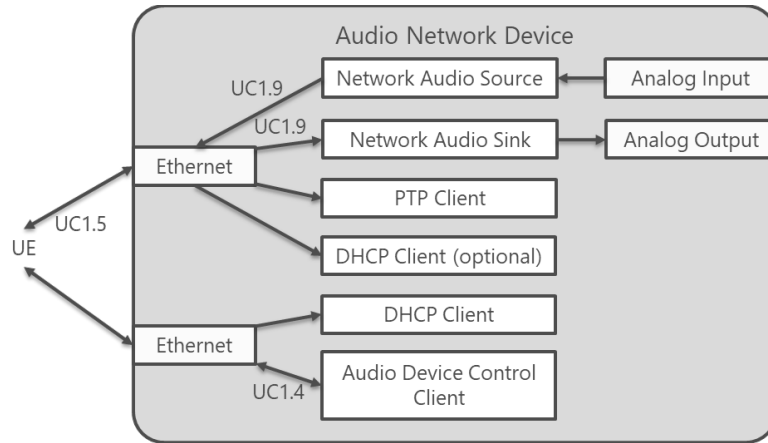 Audio Network Device
UC1.9
Network Audio Source
Analog Input
UC1.9
Network Audio Sink
Analog Output
Ethernet
PTP Client
UC1.5
UE
DHCP Client (optional)
DHCP Client
Ethernet
UC1.4
Audio Device Control
Client